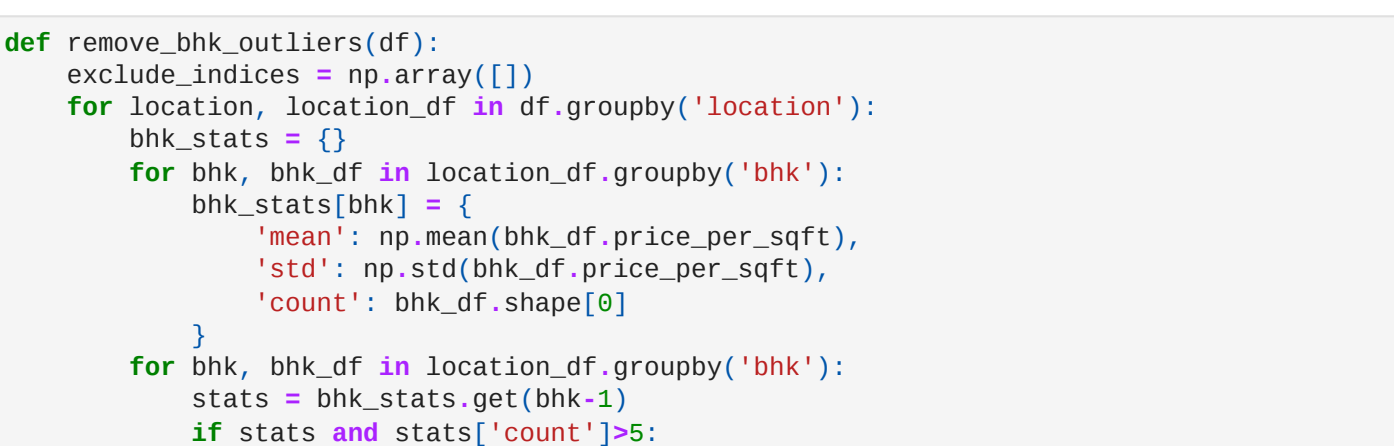 def remove_bhk_outliers(df):
    exclude_indices = np.array([])
    for location, location_df in df.groupby('location'):
        bhk_stats = {}
        for bhk, bhk_df in location_df.groupby('bhk'):
            bhk_stats[bhk] = {
                'mean': np.mean(bhk_df.price_per_sqft),
                'std': np.std(bhk_df.price_per_sqft),
                'count': bhk_df.shape[0]
            }
        for bhk, bhk_df in location_df.groupby('bhk'):
            stats = bhk_stats.get(bhk-1)
            if stats and stats['count']>5: